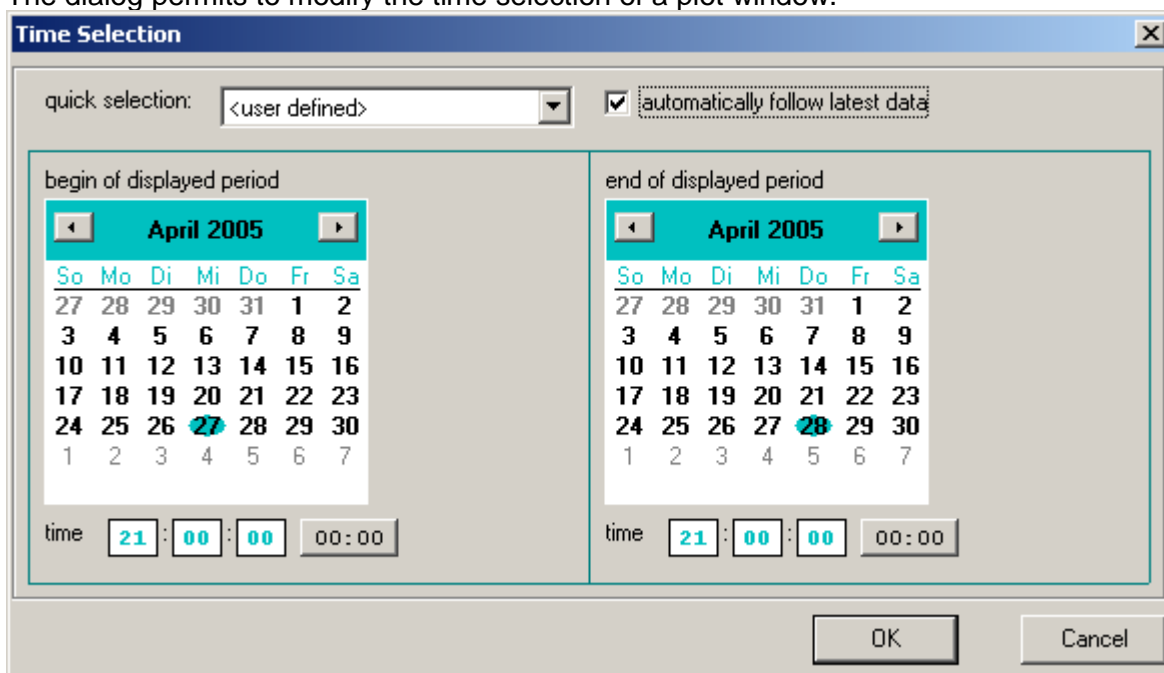 The dialog permits to modify the time selection of a plot window.
Time Selection
quick selection: <user defined> automatically follow latest data
begin of displayed period end of displayed period
April 2005 April 2005
So Mo Di Mi Do Fr Sa So Mo Di Mi Do Fr Sa
27 28 29 30 31 1 2 27 28 29 30 31 1 2
3 4 5 6 7 8 9 3 4 5 6 7 8 9
10 11 12 13 14 15 16 10 11 12 13 14 15 16
17 18 19 20 21 22 23 17 18 19 20 21 22 23
24 25 26 27 28 29 30 24 25 26 27 28 29 30
1 2 3 4 5 6 7 1 2 3 4 5 6 7
time 21 : 00 : 00 00:00 time 21 : 00 : 00 00:00
OK Cancel